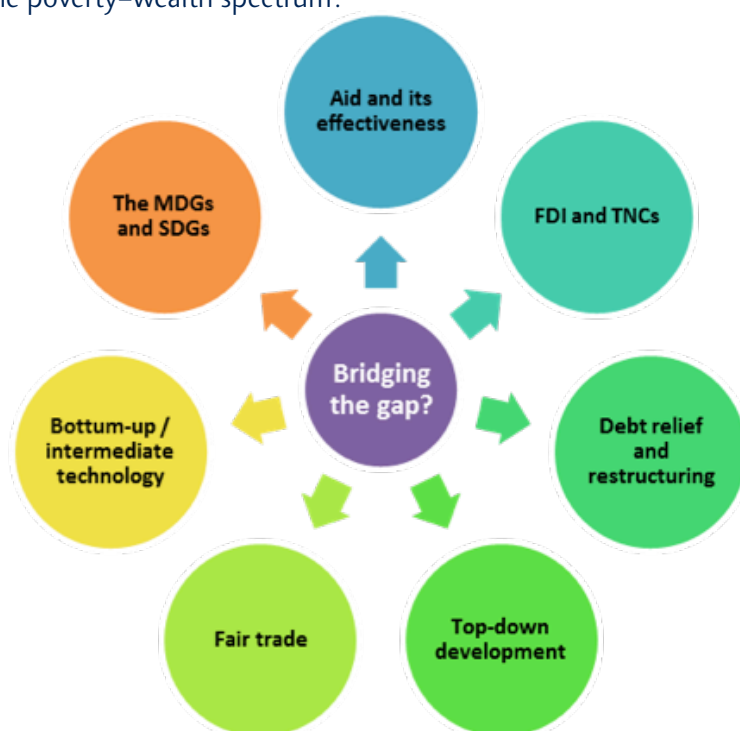 poverty–wealth spectrum?
Aid and its
effectiveness
FDI and TNCs
Debt relief
and
restructuring
Top-down
development
Fair trade
Bottum-up /
intermediate
technology
The MDGs
and SDGs
Bridging
the gap?